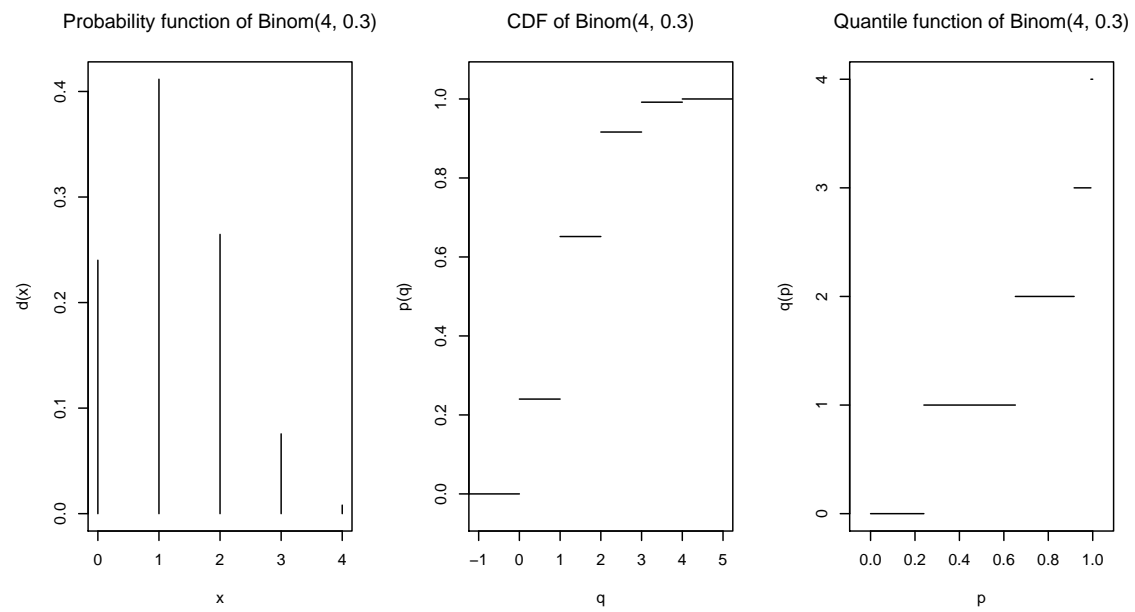 Probability function of Binom(4, 0.3)
0.4
0.3
0.2
0.1
0.0
d(x)
0 1 2 3 4
x
CDF of Binom(4, 0.3)
1.0
0.8
0.6
0.4
0.2
0.0
p(q)
−1 0 1 2 3 4 5
q
Quantile function of Binom(4, 0.3)
4
3
2
1
0
q(p)
0.0 0.2 0.4 0.6 0.8 1.0
p